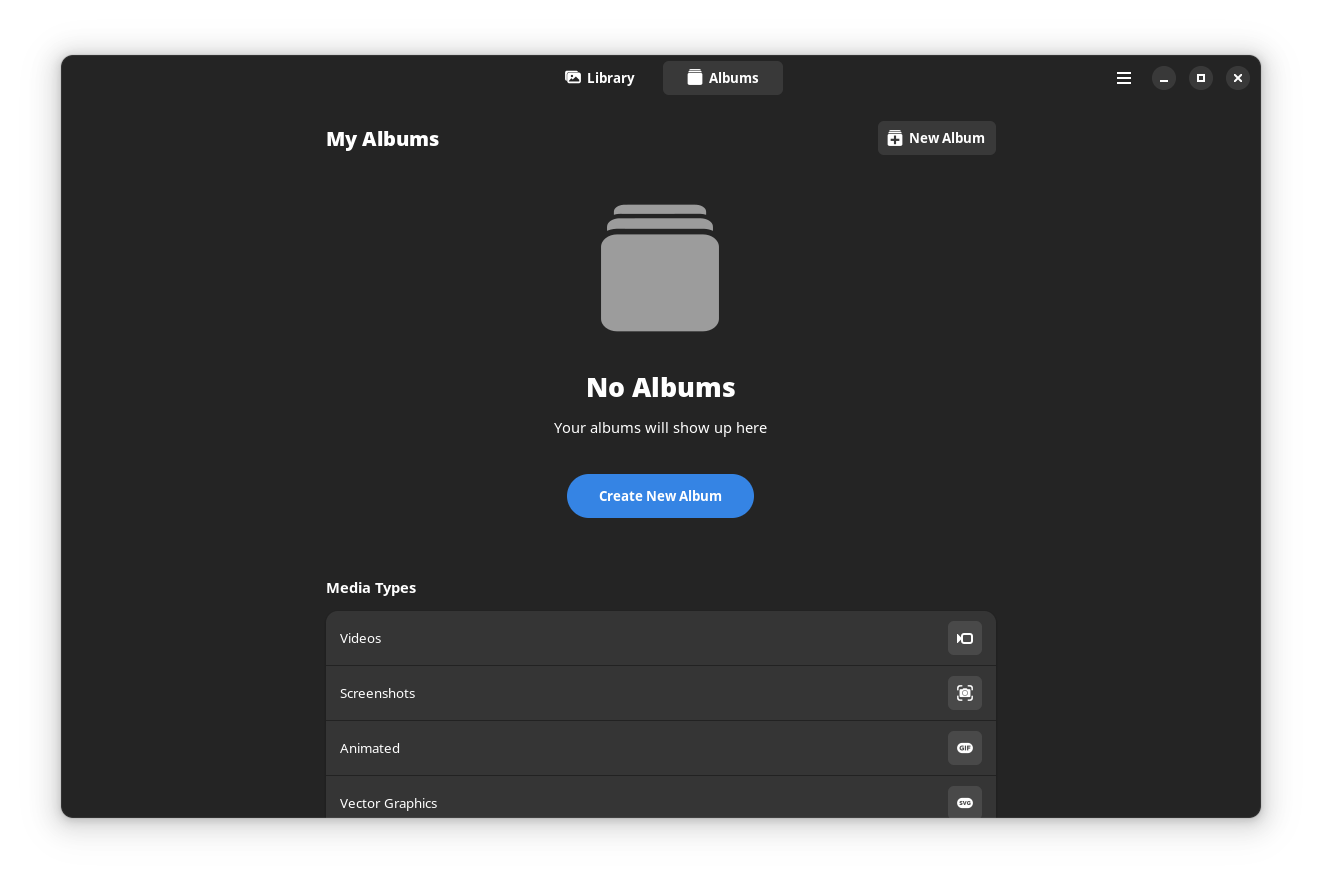 Library
Albums
My Albums
New Album
No Albums
Your albums will show up here
Create New Album
Media Types
Videos
Screenshots
Animated
GIF
Vector Graphics
SVG